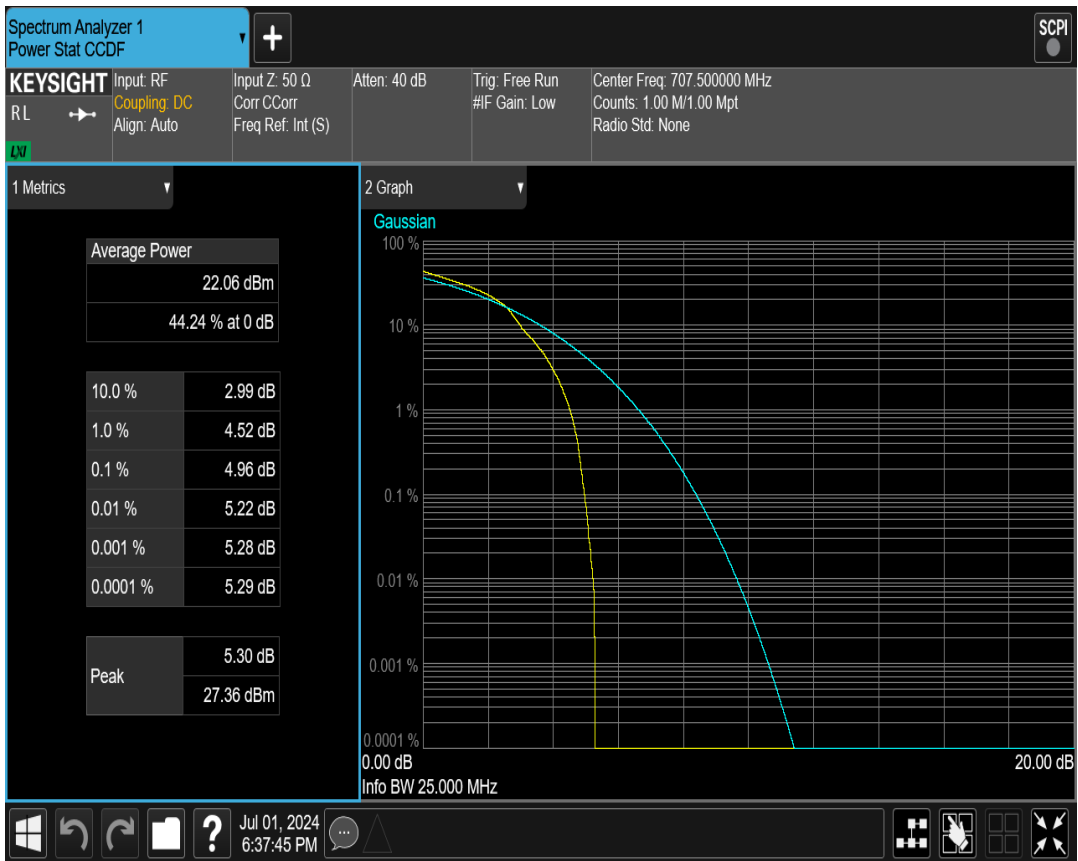 Spectrum Analyzer 1
Power Stat CCDF
+
SCPI
KEYSIGHT
RL
LXI
Input: RF
Coupling: DC
Align: Auto
Input Z: 50 Ω
Corr CCorr
Freq Ref: Int (S)
Atten: 40 dB
Trig: Free Run
#IF Gain: Low
Center Freq: 707.500000 MHz
Counts: 1.00 M/1.00 Mpt
Radio Std: None
1 Metrics
Average Power
22.06 dBm
44.24 % at 0 dB
10.0 % 2.99 dB
1.0 % 4.52 dB
0.1 % 4.96 dB
0.01 % 5.22 dB
0.001 % 5.28 dB
0.0001 % 5.29 dB
Peak
5.30 dB
27.36 dBm
2 Graph
Gaussian
100 %
10 %
1 %
0.1 %
0.01 %
0.001 %
0.0001 %
0.00 dB 20.00 dB
Info BW 25.000 MHz
?
Jul 01, 2024
6:37:45 PM